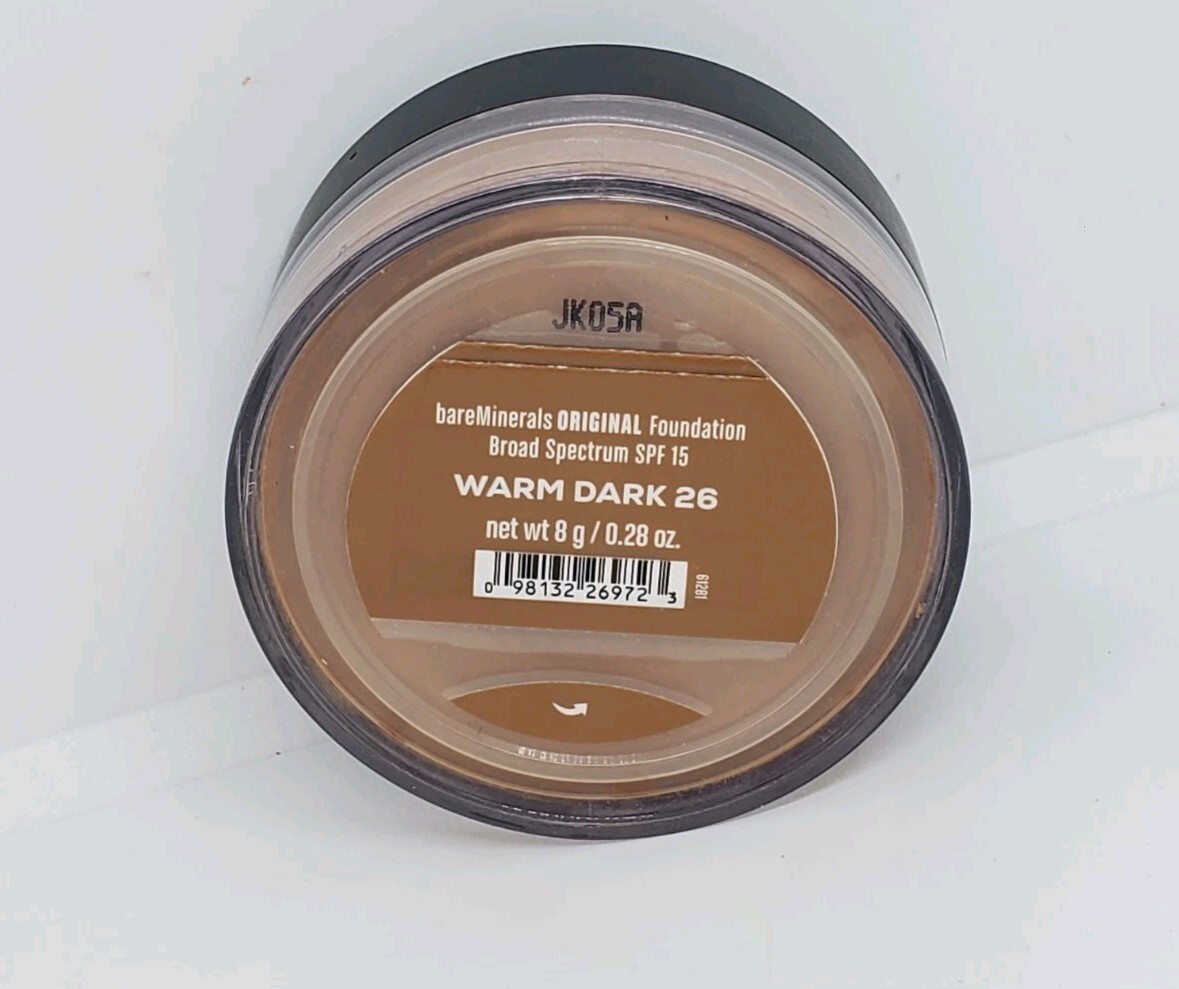 JK05A
bareMinerals ORIGINAL Foundation
Broad Spectrum SPF 15
WARM DARK 26
net wt 8 g / 0.28 oz.
0 98132 26972 3
61281